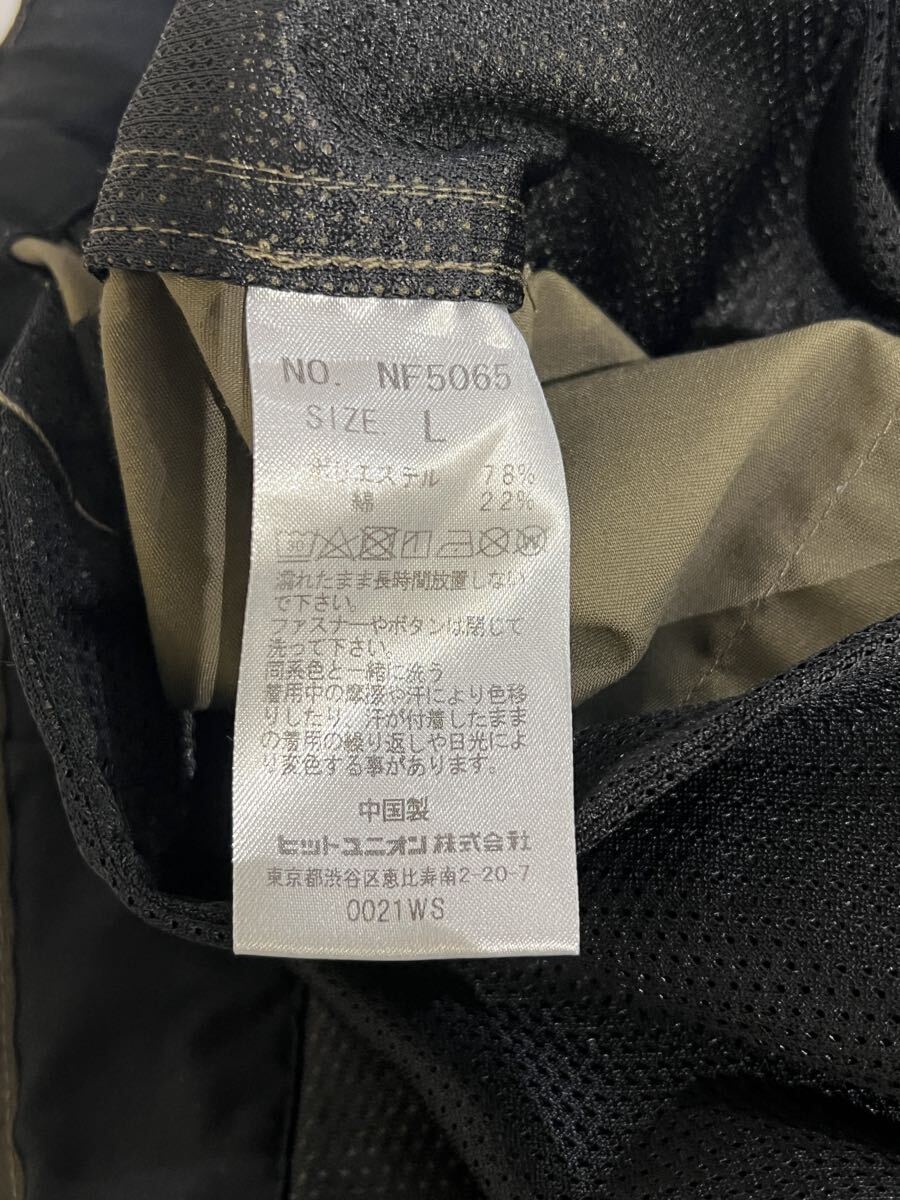 NO. NF5065
SIZE. L
ポリエステル 78%
綿 22%
30
濡れたまま長時間放置しない
で下さい。
ファスナーやボタンは閉じて
洗って下さい。
同系色と一緒に洗う
着用中の摩擦や汗により色移
りしたり、汗が付着したまま
の着用の繰り返しや日光によ
り変色する事があります。
中国製
ヒットユニオン株式会社
東京都渋谷区恵比寿南2-20-7
0021WS